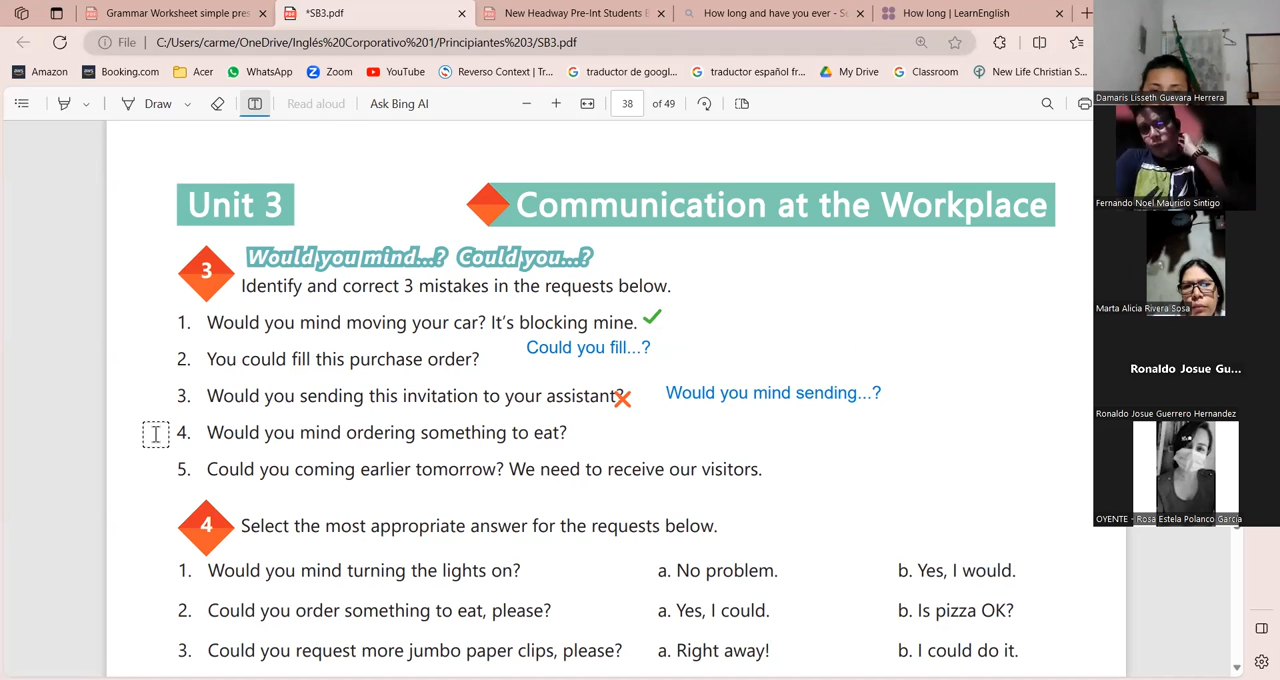 Grammar Worksheet simple pres
*SB3.pdf
New Headway Pre-Int Students B
How long and have you ever - Se
How long | LearnEnglish
File
C:/Users/carme/OneDrive/Inglés%20Corporativo%201/Principiantes%203/SB3.pdf
Amazon
Booking.com
Acer
WhatsApp
Zoom
YouTube
Reverso Context | Tr...
traductor de googl...
traductor español fr...
My Drive
Classroom
New Life Christian S...
Draw
Read aloud
Ask Bing AI
38 of 49
Unit 3
Communication at the Workplace
3
Would you mind...? Could you...?
Identify and correct 3 mistakes in the requests below.
1. Would you mind moving your car? It's blocking mine.
Could you fill...?
2. You could fill this purchase order?
3. Would you sending this invitation to your assistant?
Would you mind sending...?
4. Would you mind ordering something to eat?
5. Could you coming earlier tomorrow? We need to receive our visitors.
4
Select the most appropriate answer for the requests below.
1. Would you mind turning the lights on? a. No problem. b. Yes, I would.
2. Could you order something to eat, please? a. Yes, I could. b. Is pizza OK?
3. Could you request more jumbo paper clips, please? a. Right away! b. I could do it.
Damaris Lisseth Guevara Herrera
Fernando Noel Mauricio Sintigo
Marta Alicia Rivera Sosa
Ronaldo Josue Gu...
Ronaldo Josue Guerrero Hernandez
OYENTE - Rosa Estela Polanco García